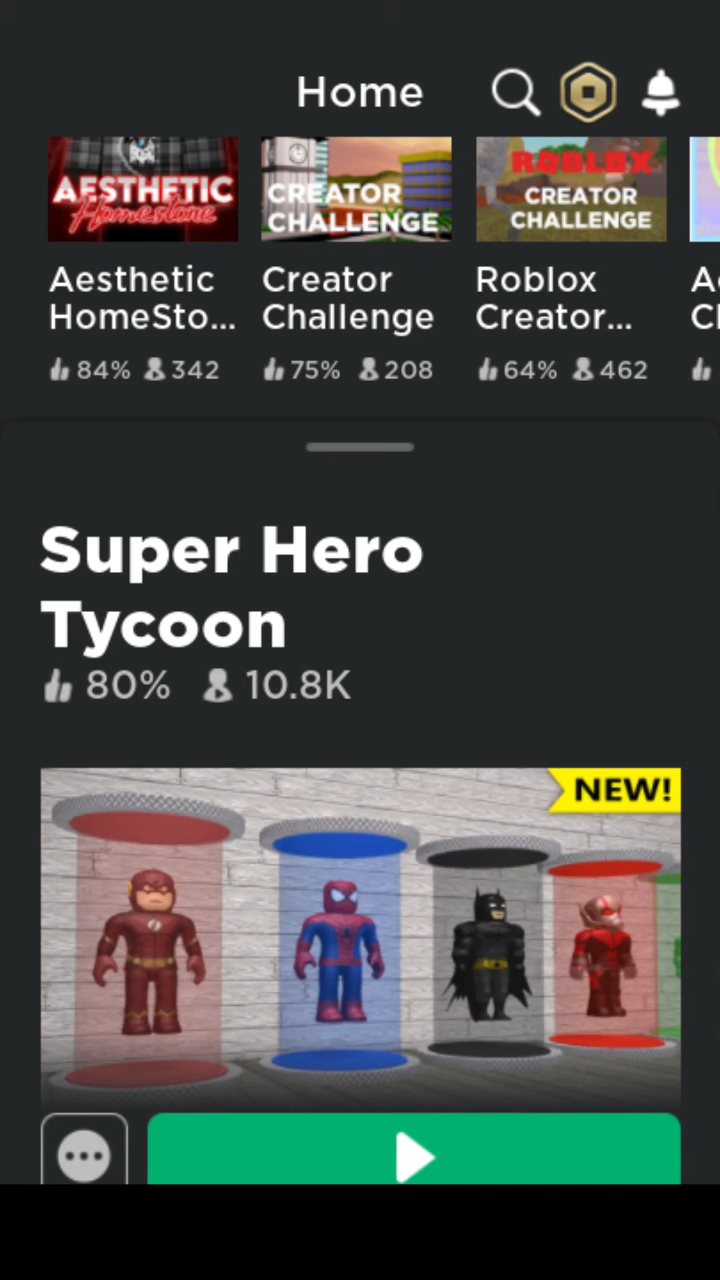 Home
AESTHETIC
Homestone
CREATOR
CHALLENGE
ROBLOX
CREATOR
CHALLENGE
Aesthetic
HomeSto...
Creator
Challenge
Roblox
Creator...
84% 342
75% 208
64% 462
Super Hero
Tycoon
80% 10.8K
NEW!